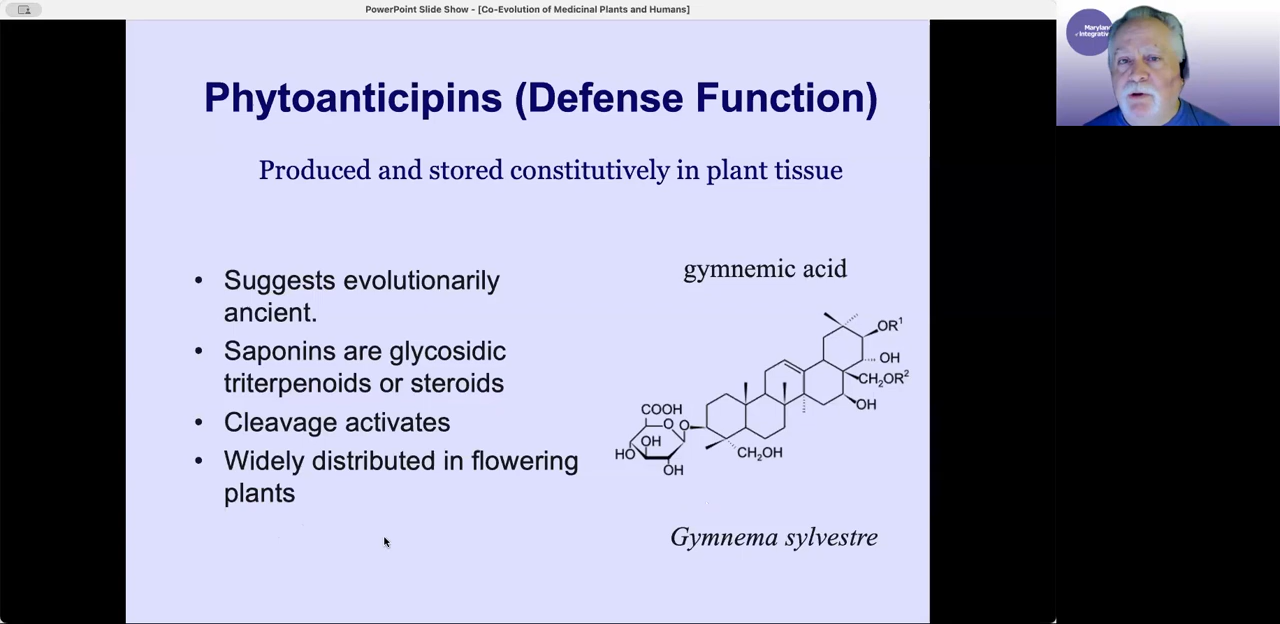 PowerPoint Slide Show - [Co-Evolution of Medicinal Plants and Humans]
Maryland
Integrative
Phytoanticipins (Defense Function)
Produced and stored constitutively in plant tissue
• Suggests evolutionarily
ancient.
• Saponins are glycosidic
triterpenoids or steroids
• Cleavage activates
• Widely distributed in flowering
plants
gymnemic acid
OR¹
OH
CH₂OR²
OH
COOH
O
O
OH
HO
OH
CH₂OH
Gymnema sylvestre